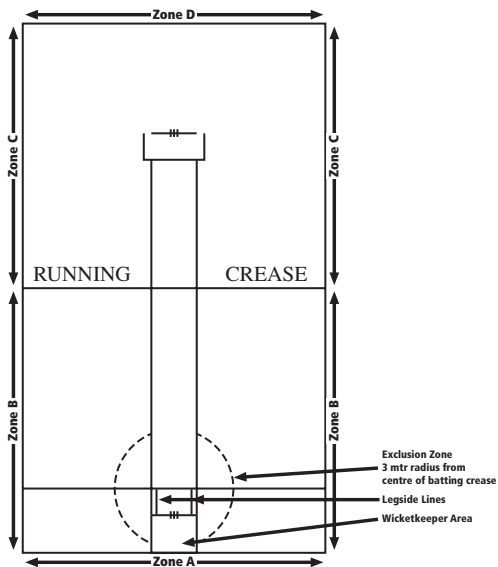 Zone D
Zone C
Zone C
RUNNING CREASE
Zone B
Zone B
Exclusion Zone
3 mtr radius from
centre of batting crease
Legside Lines
Wicketkeeper Area
Zone A